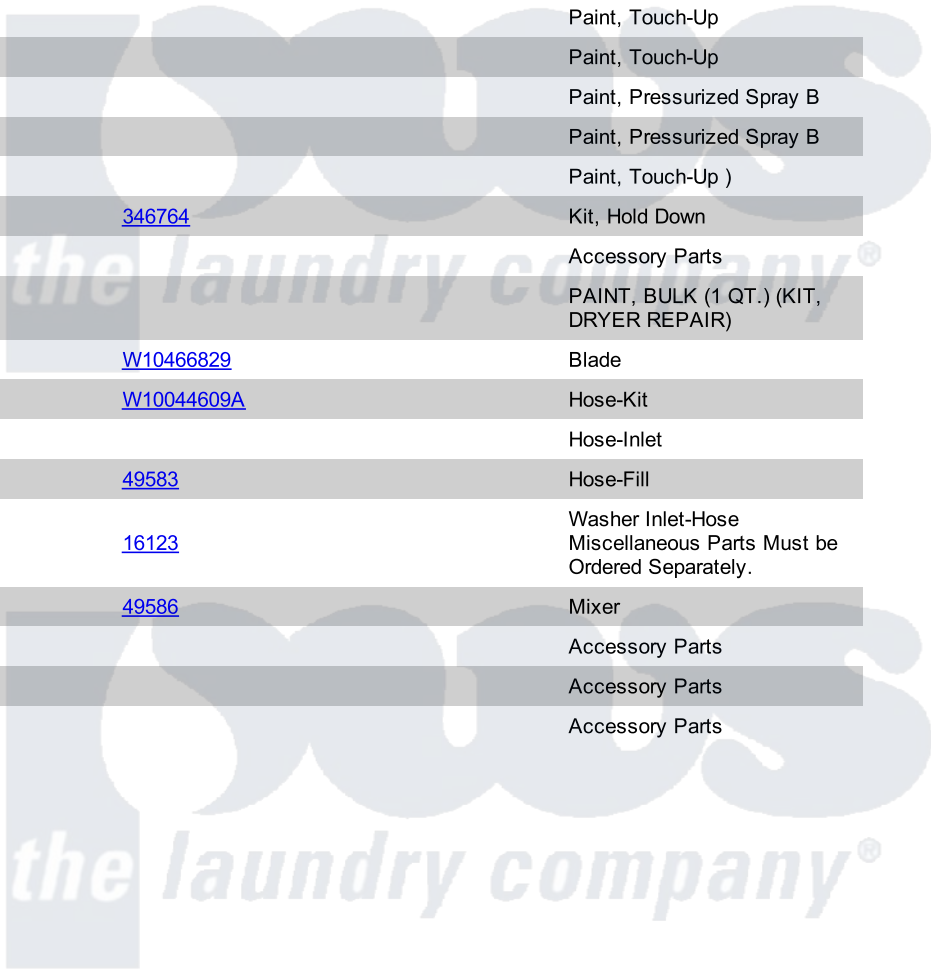 Paint, Touch-Up
Paint, Touch-Up
Paint, Pressurized Spray B
Paint, Pressurized Spray B
Paint, Touch-Up )
346764 Kit, Hold Down
Accessory Parts
the laundry company®
PAINT, BULK (1 QT.) (KIT,
DRYER REPAIR)
W10466829 Blade
W10044609A Hose-Kit
Hose-Inlet
49583 Hose-Fill
Washer Inlet-Hose
16123 Miscellaneous Parts Must be
Ordered Separately.
49586 Mixer
pws
Accessory Parts
Accessory Parts
Accessory Parts
the laundry company®